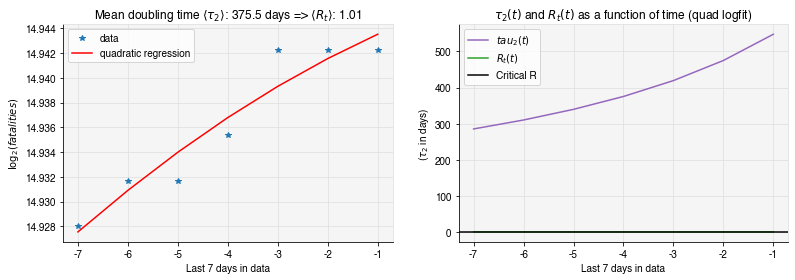 Mean doubling time ⟨τ₂⟩: 375.5 days => ⟨Rₜ⟩: 1.01
data
quadratic regression
log₂(fatalities)
14.944
14.942
14.940
14.938
14.936
14.934
14.932
14.930
14.928
-7 -6 -5 -4 -3 -2 -1
Last 7 days in data
τ₂(t) and Rₜ(t) as a function of time (quad logfit)
tau₂(t)
Rₜ(t)
Critical R
(τ₂ in days)
500
400
300
200
100
0
-7 -6 -5 -4 -3 -2 -1
Last 7 days in data